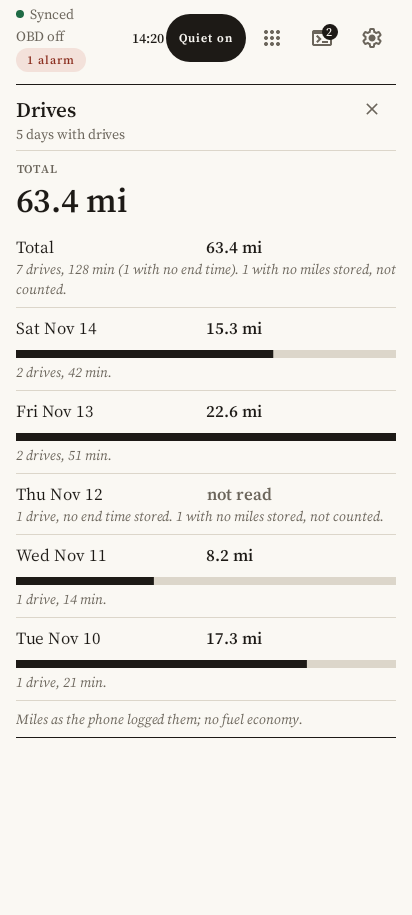 Synced
OBD off
1 alarm
14:20
Quiet on
2
Drives
5 days with drives
TOTAL
63.4 mi
Total 63.4 mi
7 drives, 128 min (1 with no end time). 1 with no miles stored, not
counted.
Sat Nov 14 15.3 mi
2 drives, 42 min.
Fri Nov 13 22.6 mi
2 drives, 51 min.
Thu Nov 12 not read
1 drive, no end time stored. 1 with no miles stored, not counted.
Wed Nov 11 8.2 mi
1 drive, 14 min.
Tue Nov 10 17.3 mi
1 drive, 21 min.
Miles as the phone logged them; no fuel economy.